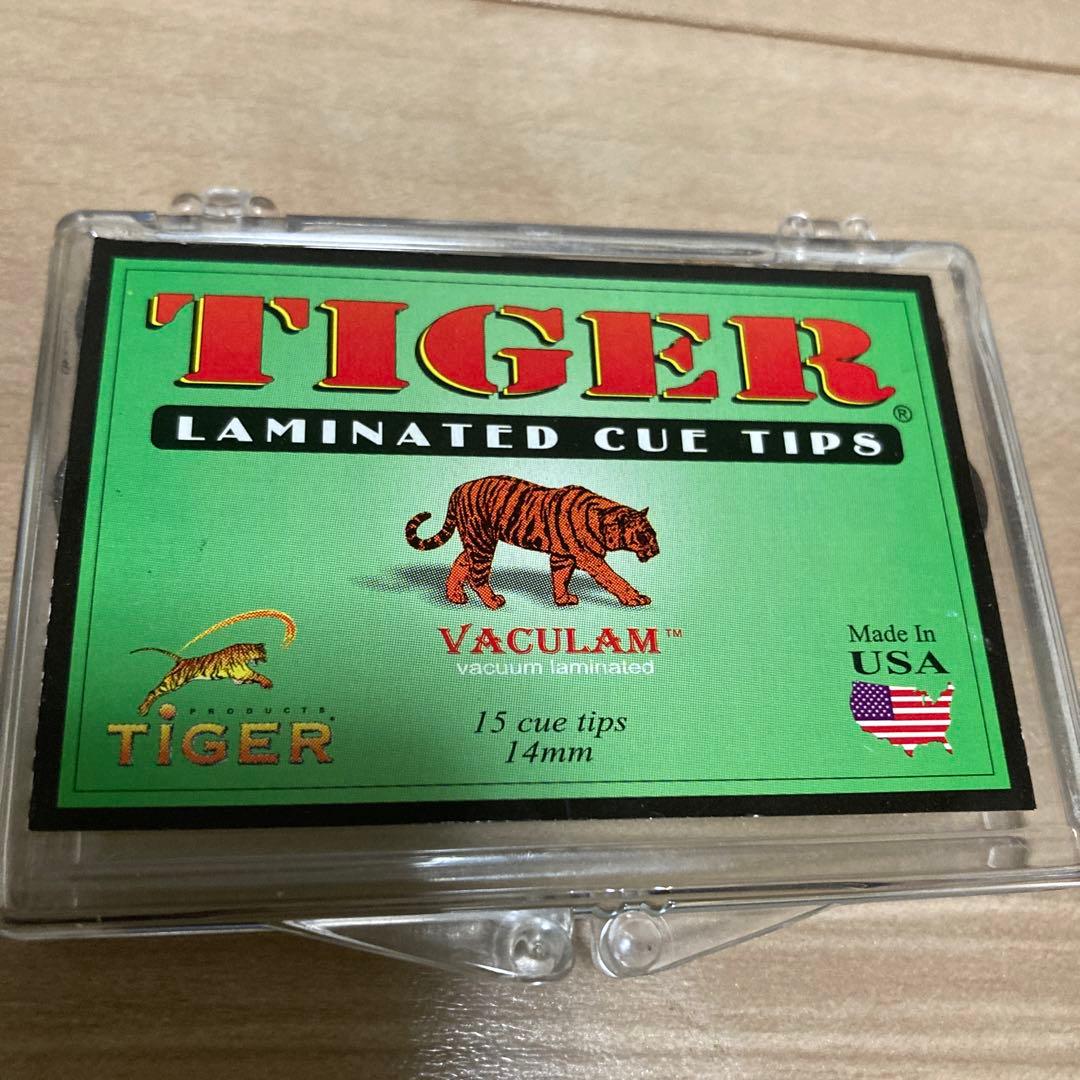 TIGER®
LAMINATED CUE TIPS
VACULAM™
vacuum laminated
15 cue tips
14mm
PRODUCTS
TiGER®
Made In
USA